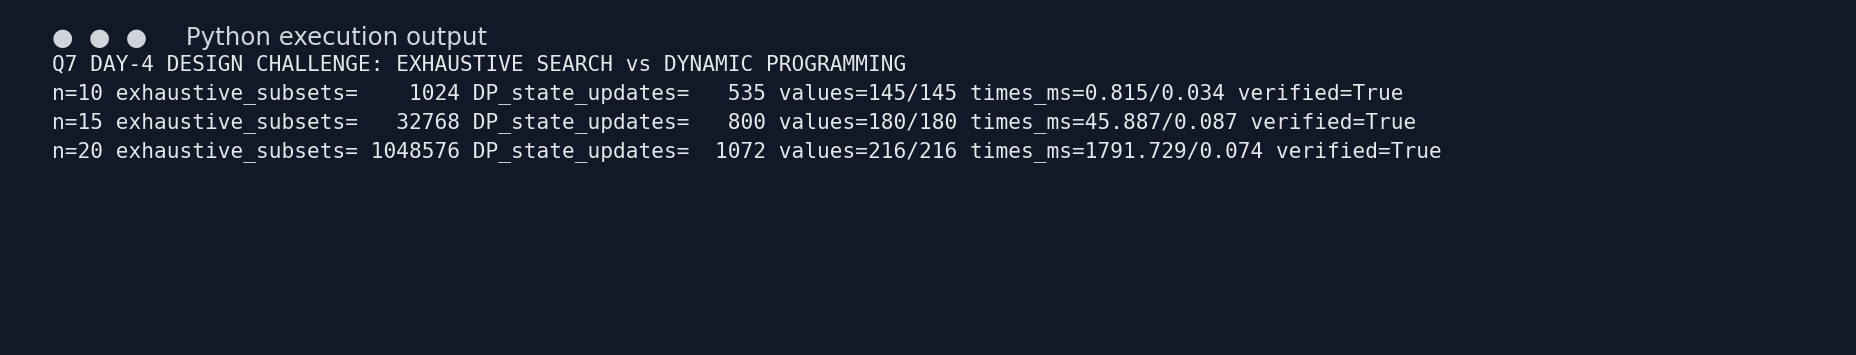 Python execution output
Q7 DAY-4 DESIGN CHALLENGE: EXHAUSTIVE SEARCH vs DYNAMIC PROGRAMMING
n=10 exhaustive_subsets=    1024 DP_state_updates=   535 values=145/145 times_ms=0.815/0.034 verified=True
n=15 exhaustive_subsets=   32768 DP_state_updates=   800 values=180/180 times_ms=45.887/0.087 verified=True
n=20 exhaustive_subsets= 1048576 DP_state_updates=  1072 values=216/216 times_ms=1791.729/0.074 verified=True